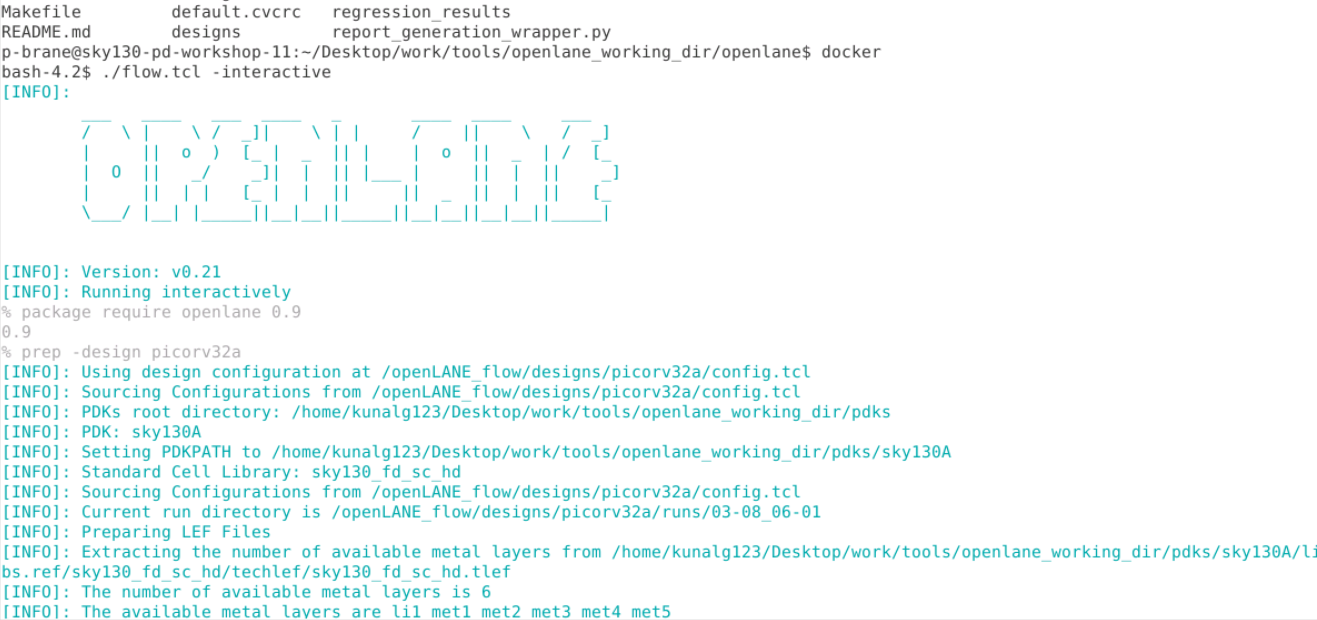 Makefile         default.cvcrc   regression_results
README.md        designs         report_generation_wrapper.py
p-brane@sky130-pd-workshop-11:~/Desktop/work/tools/openlane_working_dir/openlane$ docker
bash-4.2$ ./flow.tcl -interactive
[INFO]:
OPENLANE
[INFO]: Version: v0.21
[INFO]: Running interactively
% package require openlane 0.9
0.9
% prep -design picorv32a
[INFO]: Using design configuration at /openLANE_flow/designs/picorv32a/config.tcl
[INFO]: Sourcing Configurations from /openLANE_flow/designs/picorv32a/config.tcl
[INFO]: PDKs root directory: /home/kunalg123/Desktop/work/tools/openlane_working_dir/pdks
[INFO]: PDK: sky130A
[INFO]: Setting PDKPATH to /home/kunalg123/Desktop/work/tools/openlane_working_dir/pdks/sky130A
[INFO]: Standard Cell Library: sky130_fd_sc_hd
[INFO]: Sourcing Configurations from /openLANE_flow/designs/picorv32a/config.tcl
[INFO]: Current run directory is /openLANE_flow/designs/picorv32a/runs/03-08_06-01
[INFO]: Preparing LEF Files
[INFO]: Extracting the number of available metal layers from /home/kunalg123/Desktop/work/tools/openlane_working_dir/pdks/sky130A/li
bs.ref/sky130_fd_sc_hd/techlef/sky130_fd_sc_hd.tlef
[INFO]: The number of available metal layers is 6
[INFO]: The available metal layers are li1 met1 met2 met3 met4 met5